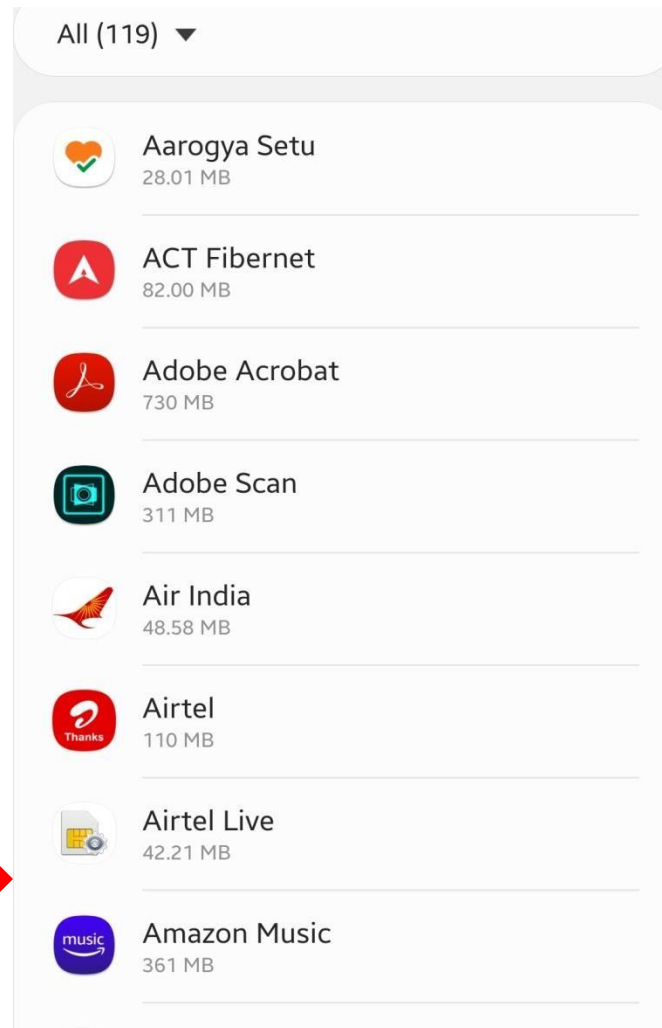 All (119)
Aarogya Setu
28.01 MB
ACT Fibernet
82.00 MB
Adobe Acrobat
730 MB
Adobe Scan
311 MB
Air India
48.58 MB
Thanks
Airtel
110 MB
Airtel Live
42.21 MB
music
Amazon Music
361 MB